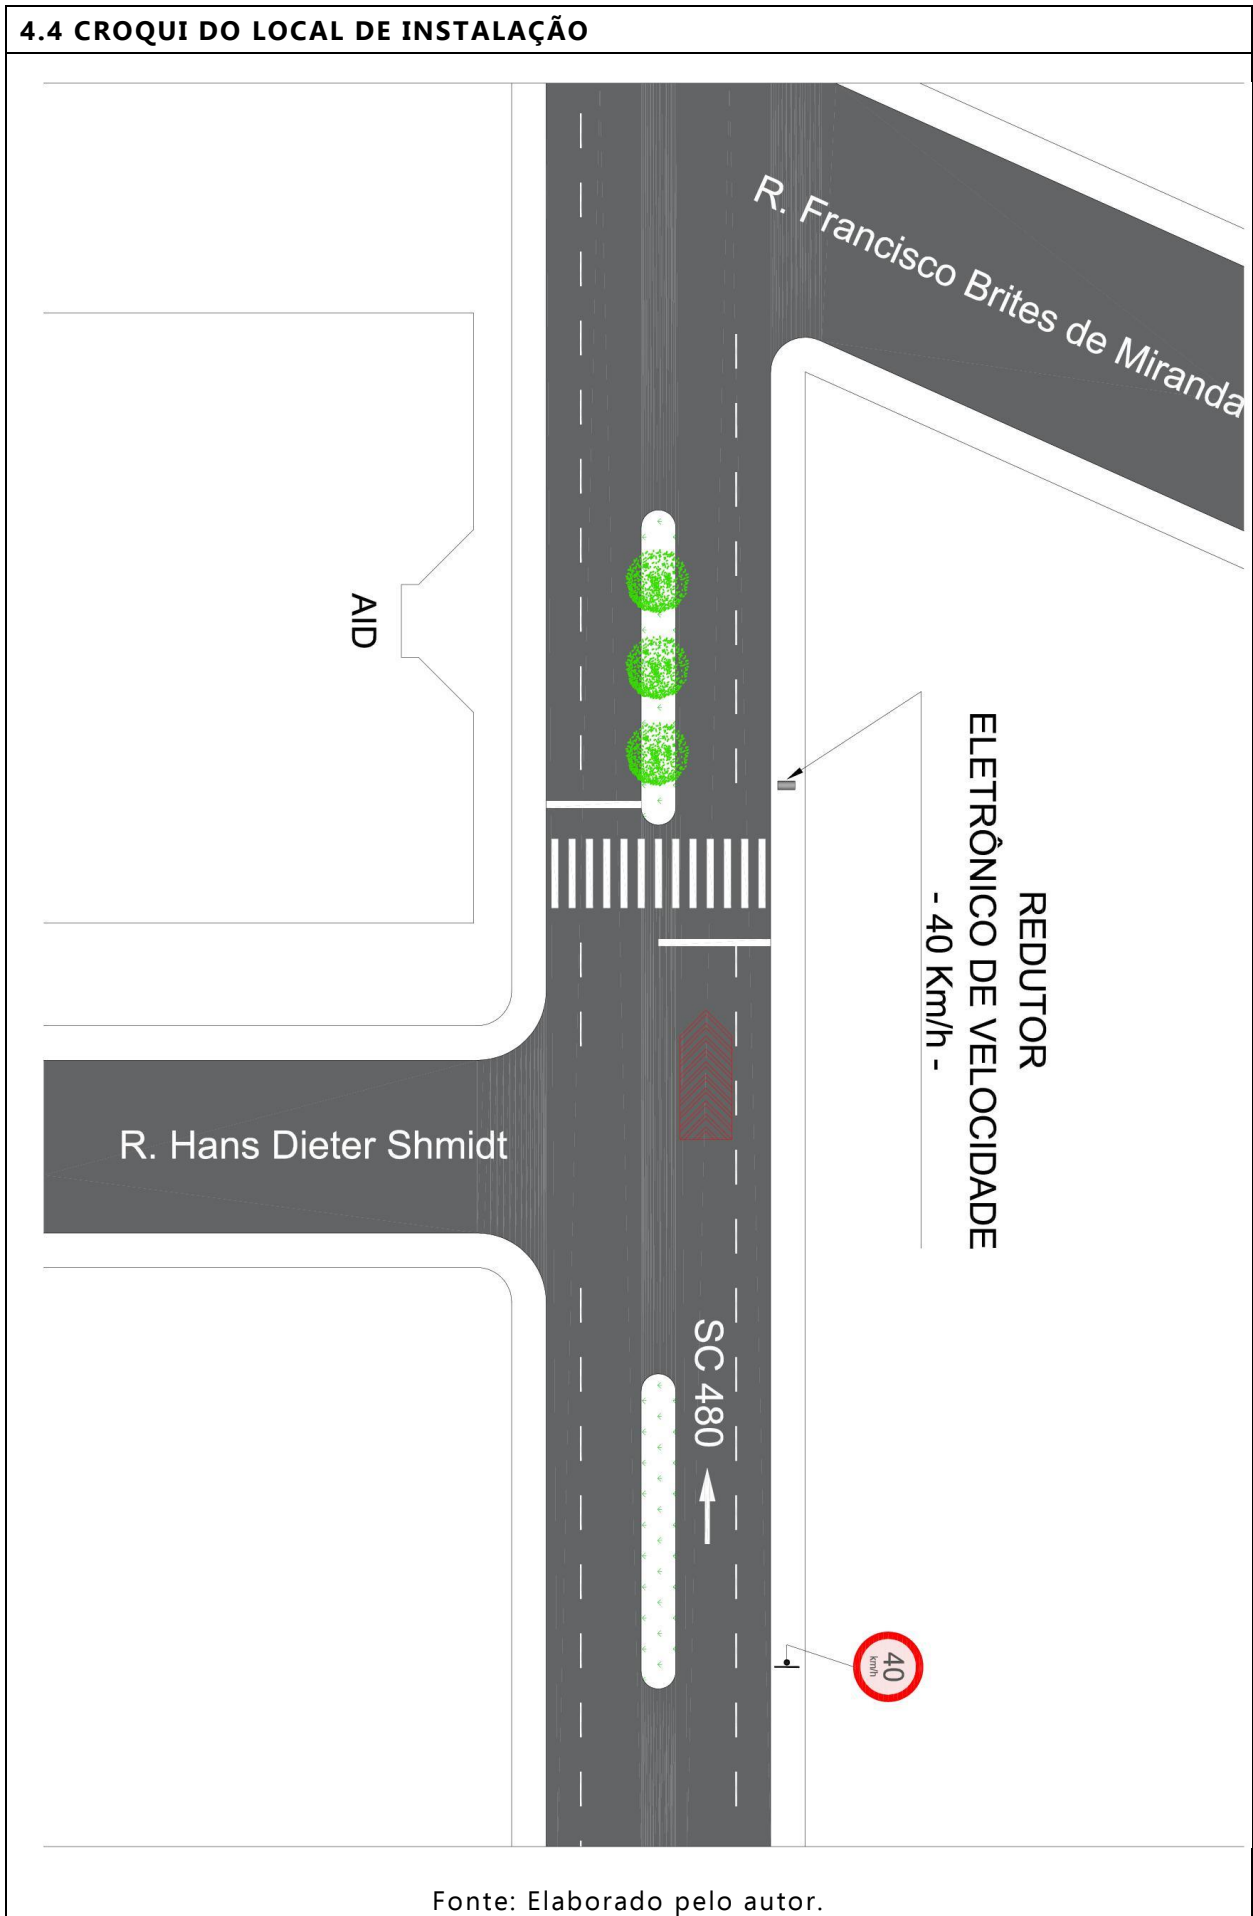 4.4 CROQUI DO LOCAL DE INSTALAÇÃO
R. Francisco Brites de Miranda
AID
REDUTOR
ELETRÔNICO DE VELOCIDADE
- 40 Km/h -
R. Hans Dieter Shmidt
SC 480
40
km/h
Fonte: Elaborado pelo autor.